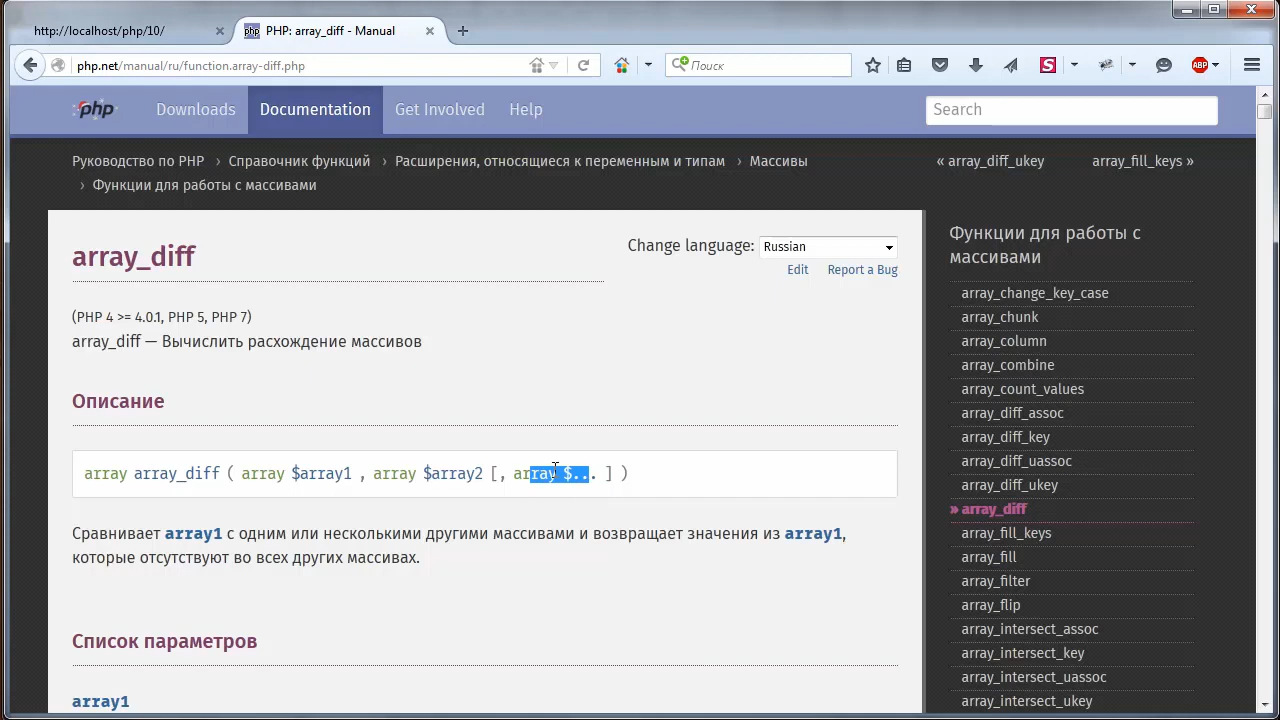 http://localhost/php/10/
php PHP: array_diff - Manual
php.net/manual/ru/function.array-diff.php
Поиск
S
ABP
php Downloads Documentation Get Involved Help
Search
Руководство по PHP › Справочник функций › Расширения, относящиеся к переменным и типам › Массивы
› Функции для работы с массивами
« array_diff_ukey array_fill_keys »
array_diff
Change language: Russian
Edit Report a Bug
(PHP 4 >= 4.0.1, PHP 5, PHP 7)
array_diff — Вычислить расхождение массивов
Описание
array array_diff ( array $array1 , array $array2 [, array $... ] )
Сравнивает array1 с одним или несколькими другими массивами и возвращает значения из array1,
которые отсутствуют во всех других массивах.
Список параметров
array1
Функции для работы с
массивами
array_change_key_case
array_chunk
array_column
array_combine
array_count_values
array_diff_assoc
array_diff_key
array_diff_uassoc
array_diff_ukey
» array_diff
array_fill_keys
array_fill
array_filter
array_flip
array_intersect_assoc
array_intersect_key
array_intersect_uassoc
array_intersect_ukey